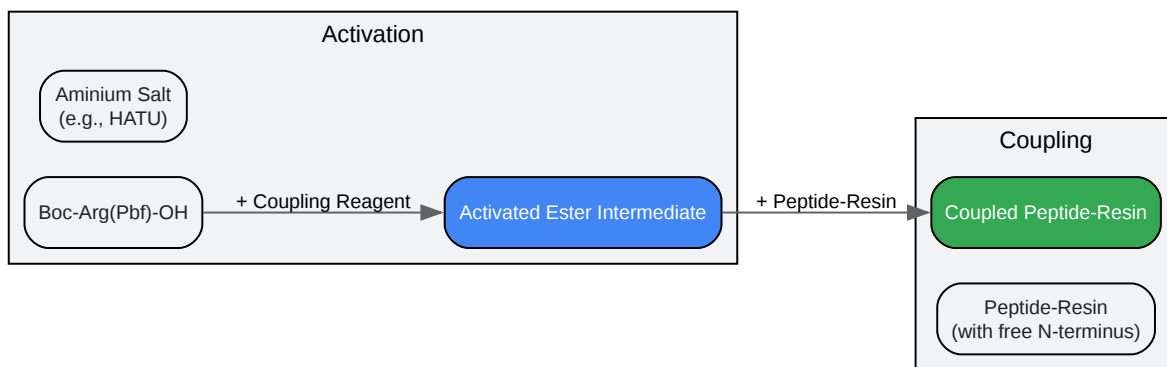 Activation
Aminium Salt
(e.g., HATU)
Boc-Arg(Pbf)-OH
+ Coupling Reagent
Activated Ester Intermediate
+ Peptide-Resin
Coupling
Coupled Peptide-Resin
Peptide-Resin
(with free N-terminus)